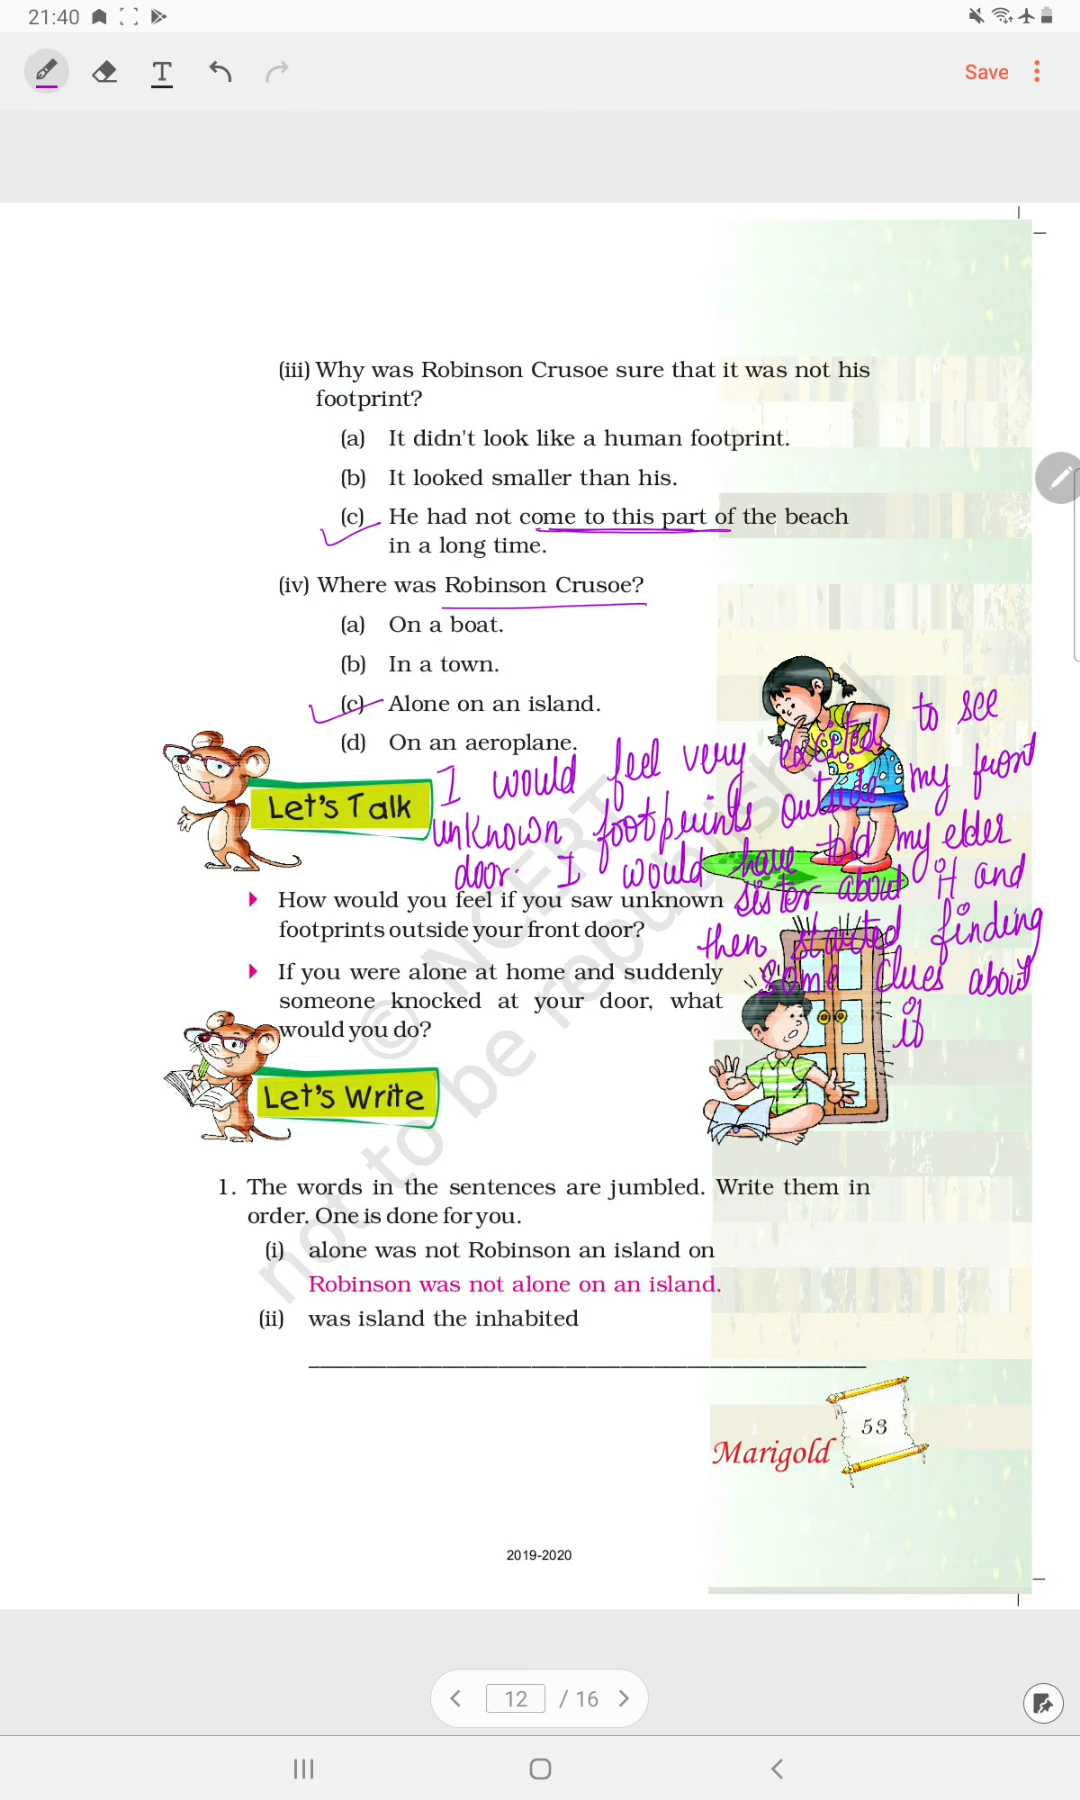 21:40
Save
(iii) Why was Robinson Crusoe sure that it was not his
footprint?
(a) It didn't look like a human footprint.
(b) It looked smaller than his.
(c) He had not come to this part of the beach
in a long time.
(iv) Where was Robinson Crusoe?
(a) On a boat.
(b) In a town.
(c) Alone on an island.
(d) On an aeroplane.
Let's Talk
I would feel very excited to see
unknown footprints outside my front
door. I would have told my elder
sister about it and
then started finding
some clues about
it
How would you feel if you saw unknown
footprints outside your front door?
If you were alone at home and suddenly
someone knocked at your door, what
would you do?
Let's Write
1. The words in the sentences are jumbled. Write them in
order. One is done for you.
(i) alone was not Robinson an island on
Robinson was not alone on an island.
(ii) was island the inhabited
53
Marigold
2019-2020
© NCERT
not to be republished
12 / 16